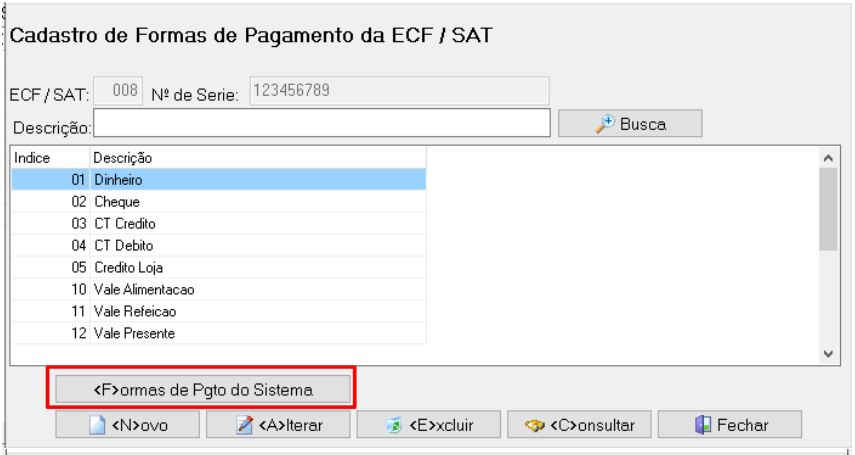 Cadastro de Formas de Pagamento da ECF / SAT
ECF / SAT: 008 Nº de Serie: 123456789
Descrição: Busca
Indice Descrição
01 Dinheiro
02 Cheque
03 CT Credito
04 CT Debito
05 Credito Loja
10 Vale Alimentacao
11 Vale Refeicao
12 Vale Presente
<F>ormas de Pgto do Sistema
<N>ovo <A>lterar <E>xcluir <C>onsultar Fechar